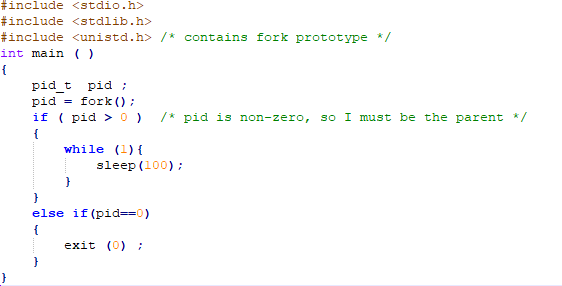 #include <stdio.h>
#include <stdlib.h>
#include <unistd.h> /* contains fork prototype */
int main ( )
{
    pid_t  pid ;
    pid = fork();
    if ( pid > 0 )  /* pid is non-zero, so I must be the parent */
    {
        while (1){
            sleep(100);
        }
    }
    else if(pid==0)
    {
        exit (0) ;
    }
}